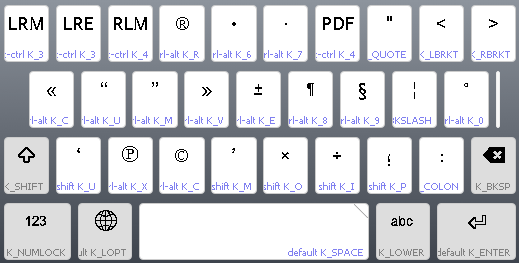 LRM LRE RLM ® • · PDF " < >
t-ctrl K_3 t-ctrl K_3 t-ctrl K_4 rl-alt K_R rl-alt K_6 rl-alt K_7 t-ctrl K_4 _QUOTE K_LBRKT K_RBRKT
« “ ” » ± ¶ § ¦ °
rl-alt K_C rl-alt K_U rl-alt K_M rl-alt K_V rl-alt K_E rl-alt K_8 rl-alt K_9 KSLASH rl-alt K_0
‘ ℗ © ’ × ÷ :
K_SHIFT shift K_U rl-alt K_X rl-alt K_C shift K_M shift K_O shift K_I shift K_P _COLON K_BKSP
123 abc
K_NUMLOCK ult K_LOPT default K_SPACE K_LOWER default K_ENTER